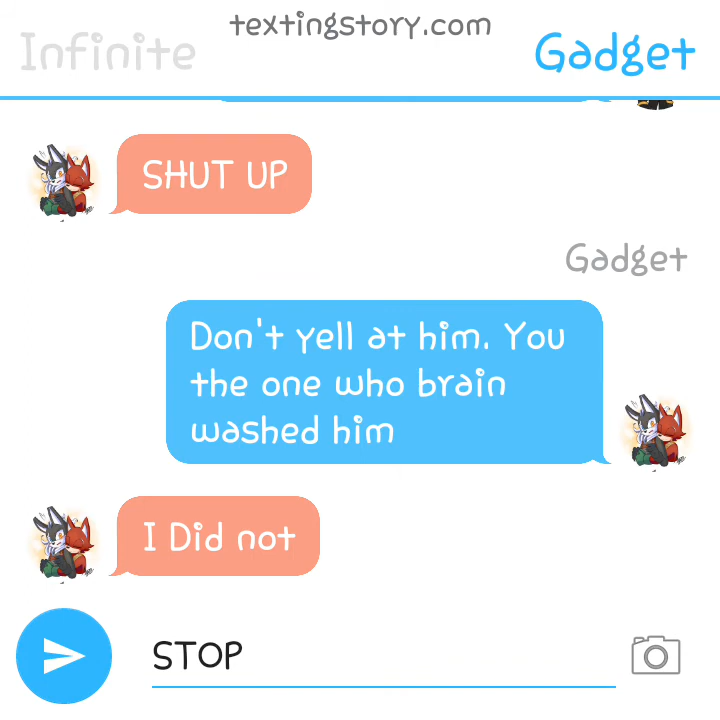 textingstory.com
Infinite
Gadget
SHUT UP
Gadget
Don't yell at him. You
the one who brain
washed him
I Did not
STOP